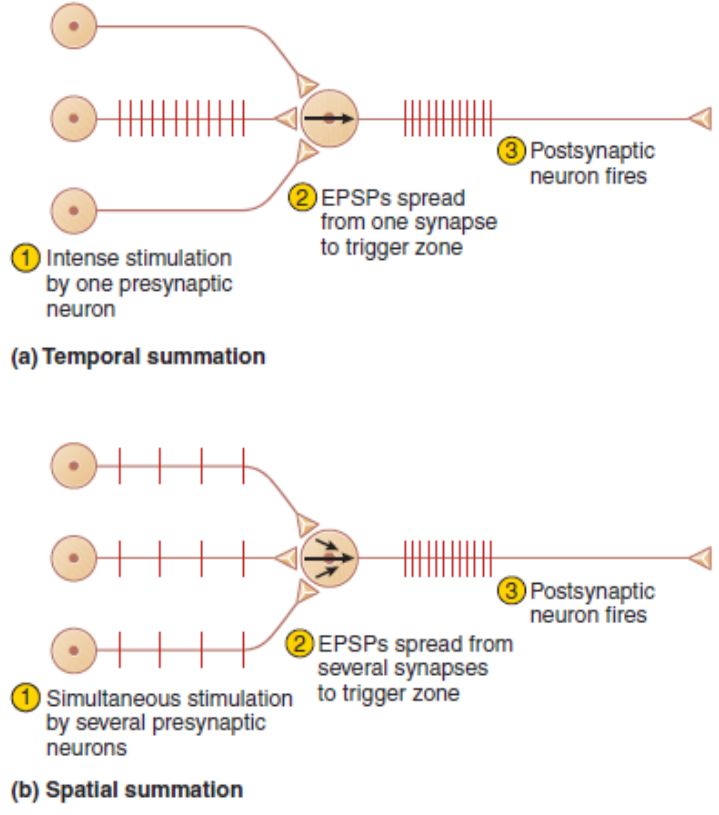 3 Postsynaptic
neuron fires
2 EPSPs spread
from one synapse
to trigger zone
1 Intense stimulation
by one presynaptic
neuron
(a) Temporal summation
3 Postsynaptic
neuron fires
2 EPSPs spread from
several synapses
to trigger zone
1 Simultaneous stimulation
by several presynaptic
neurons
(b) Spatial summation